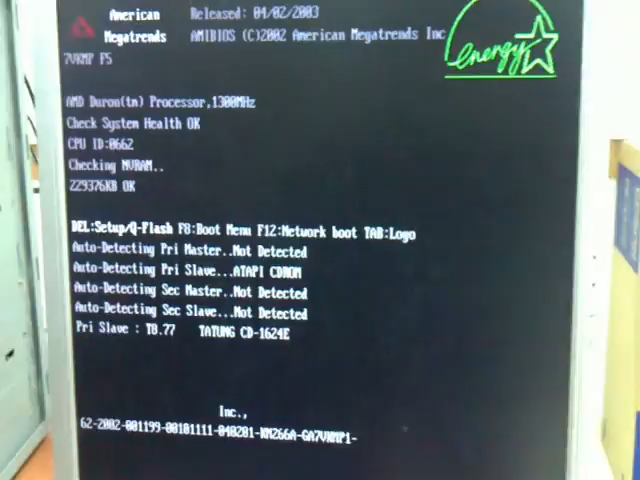 American
Megatrends
Released: 04/02/2003
AMIBIOS (C)2002 American Megatrends Inc
energy
7VKMP F5
AMD Duron(tm) Processor,1300MHz
Check System Health OK
CPU ID:0662
Checking NVRAM..
229376KB OK
DEL:Setup/Q-Flash F8:Boot Menu F12:Network boot TAB:Logo
Auto-Detecting Pri Master..Not Detected
Auto-Detecting Pri Slave...ATAPI CDROM
Auto-Detecting Sec Master..Not Detected
Auto-Detecting Sec Slave...Not Detected
Pri Slave : T8.77 TATUNG CD-1624E
Inc.,
62-2002-001199-00101111-040201-KM266A-GA7VKMP1-